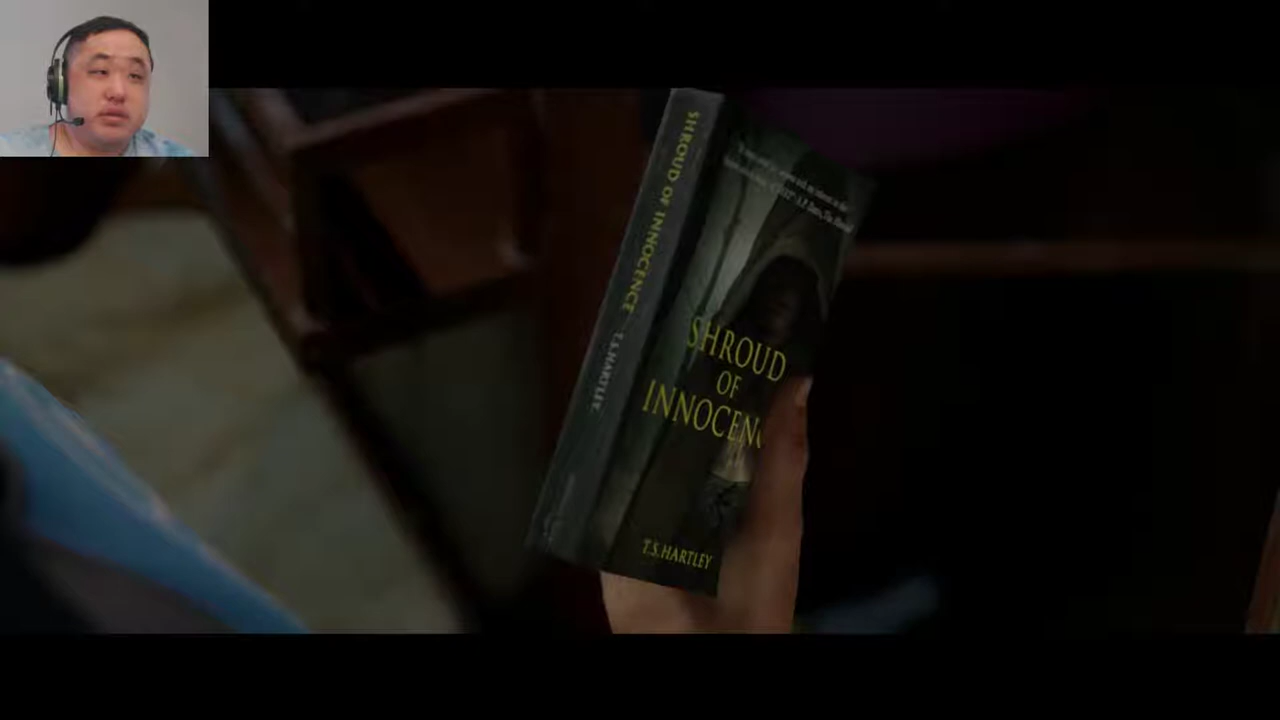 SHROUD OF INNOCENCE T.S.HARTLEY
SHROUD
OF
INNOCENC
T.S.HARTLEY